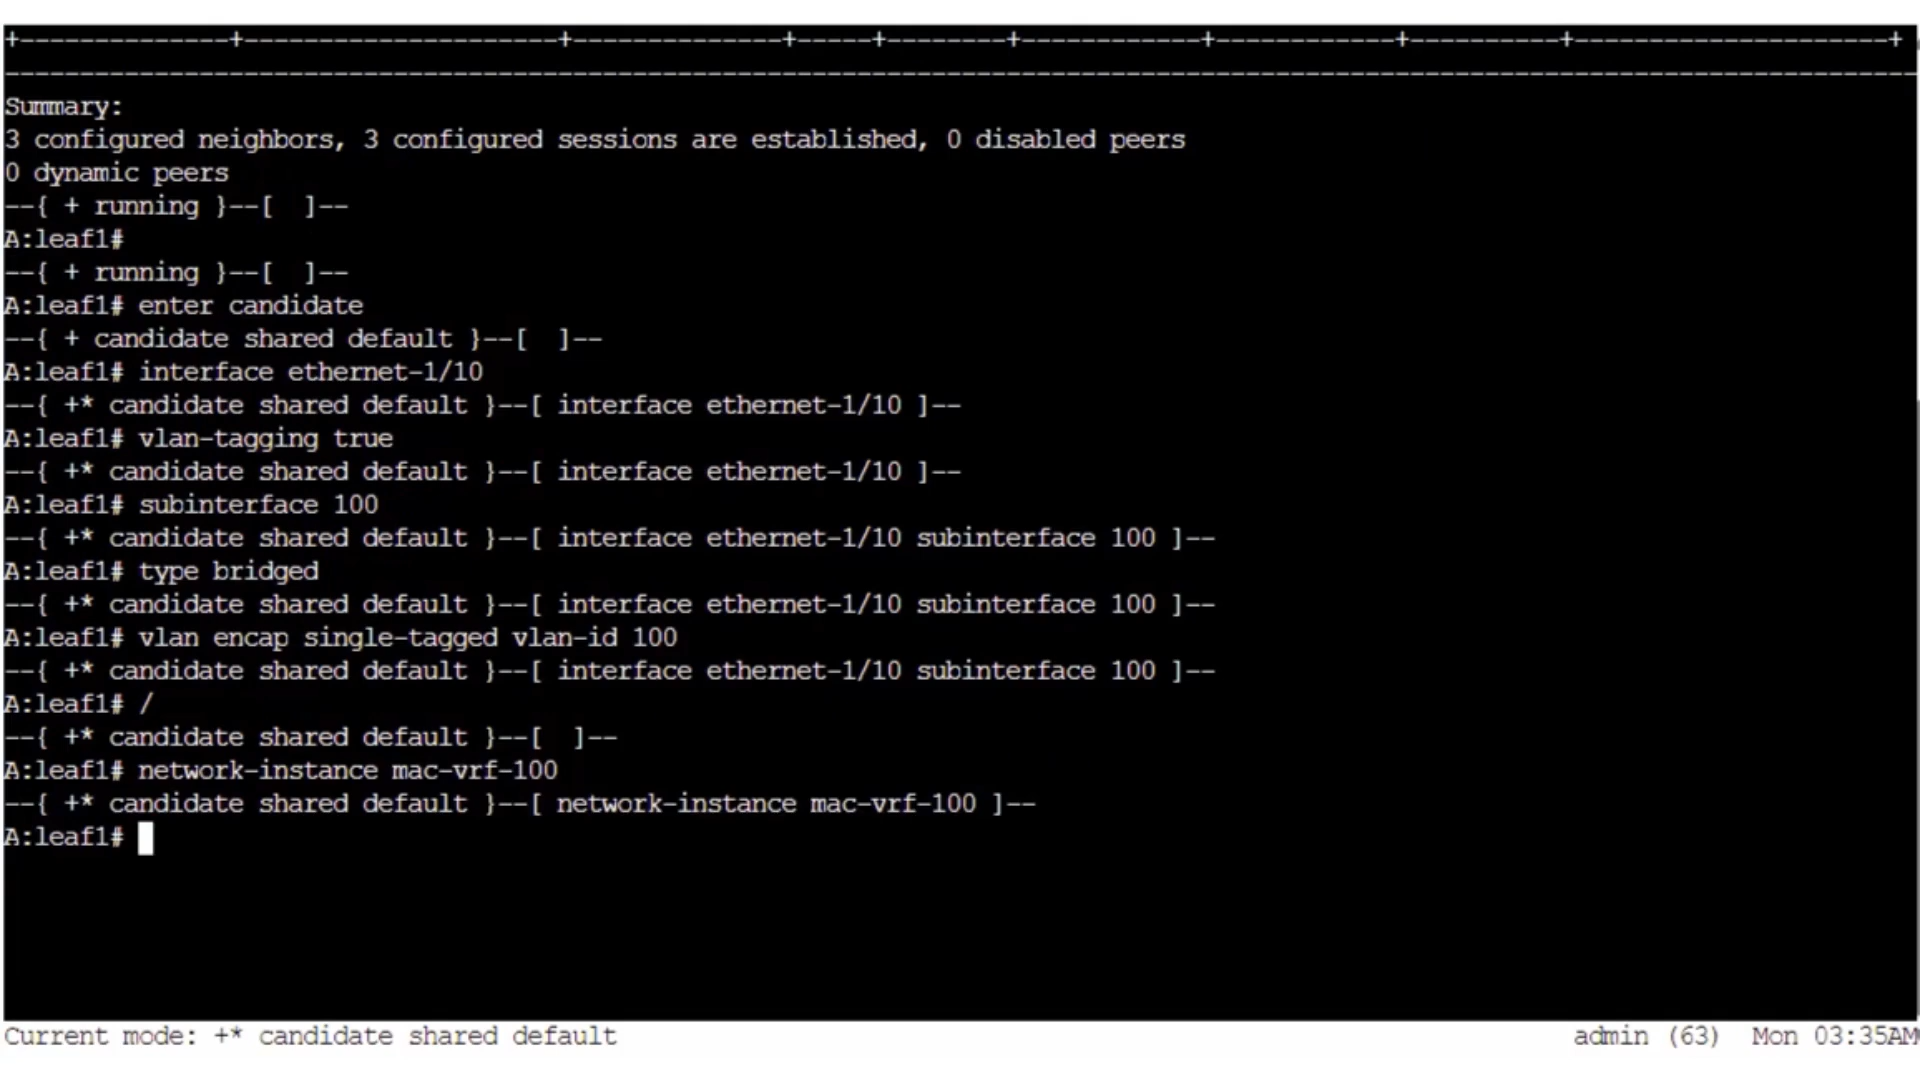 +--------------+---------------------+--------------+-----+--------+------------+------------+----------+---------------------+
--------------------------------------------------------------------------------------------------------------------------------
Summary:
3 configured neighbors, 3 configured sessions are established, 0 disabled peers
0 dynamic peers
--{ + running }--[  ]--
A:leaf1#
--{ + running }--[  ]--
A:leaf1# enter candidate
--{ + candidate shared default }--[  ]--
A:leaf1# interface ethernet-1/10
--{ +* candidate shared default }--[ interface ethernet-1/10 ]--
A:leaf1# vlan-tagging true
--{ +* candidate shared default }--[ interface ethernet-1/10 ]--
A:leaf1# subinterface 100
--{ +* candidate shared default }--[ interface ethernet-1/10 subinterface 100 ]--
A:leaf1# type bridged
--{ +* candidate shared default }--[ interface ethernet-1/10 subinterface 100 ]--
A:leaf1# vlan encap single-tagged vlan-id 100
--{ +* candidate shared default }--[ interface ethernet-1/10 subinterface 100 ]--
A:leaf1# /
--{ +* candidate shared default }--[  ]--
A:leaf1# network-instance mac-vrf-100
--{ +* candidate shared default }--[ network-instance mac-vrf-100 ]--
A:leaf1#
Current mode: +* candidate shared default admin (63) Mon 03:35AM